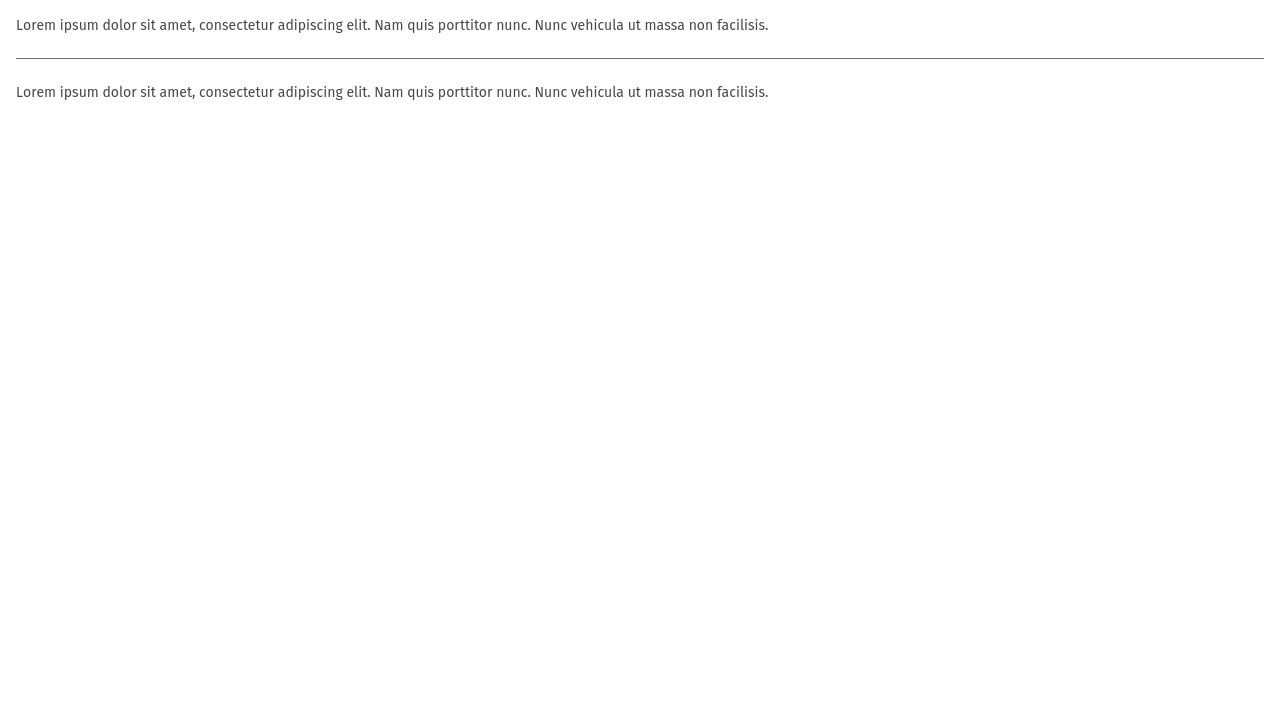 Lorem ipsum dolor sit amet, consectetur adipiscing elit. Nam quis porttitor nunc. Nunc vehicula ut massa non facilisis.
Lorem ipsum dolor sit amet, consectetur adipiscing elit. Nam quis porttitor nunc. Nunc vehicula ut massa non facilisis.